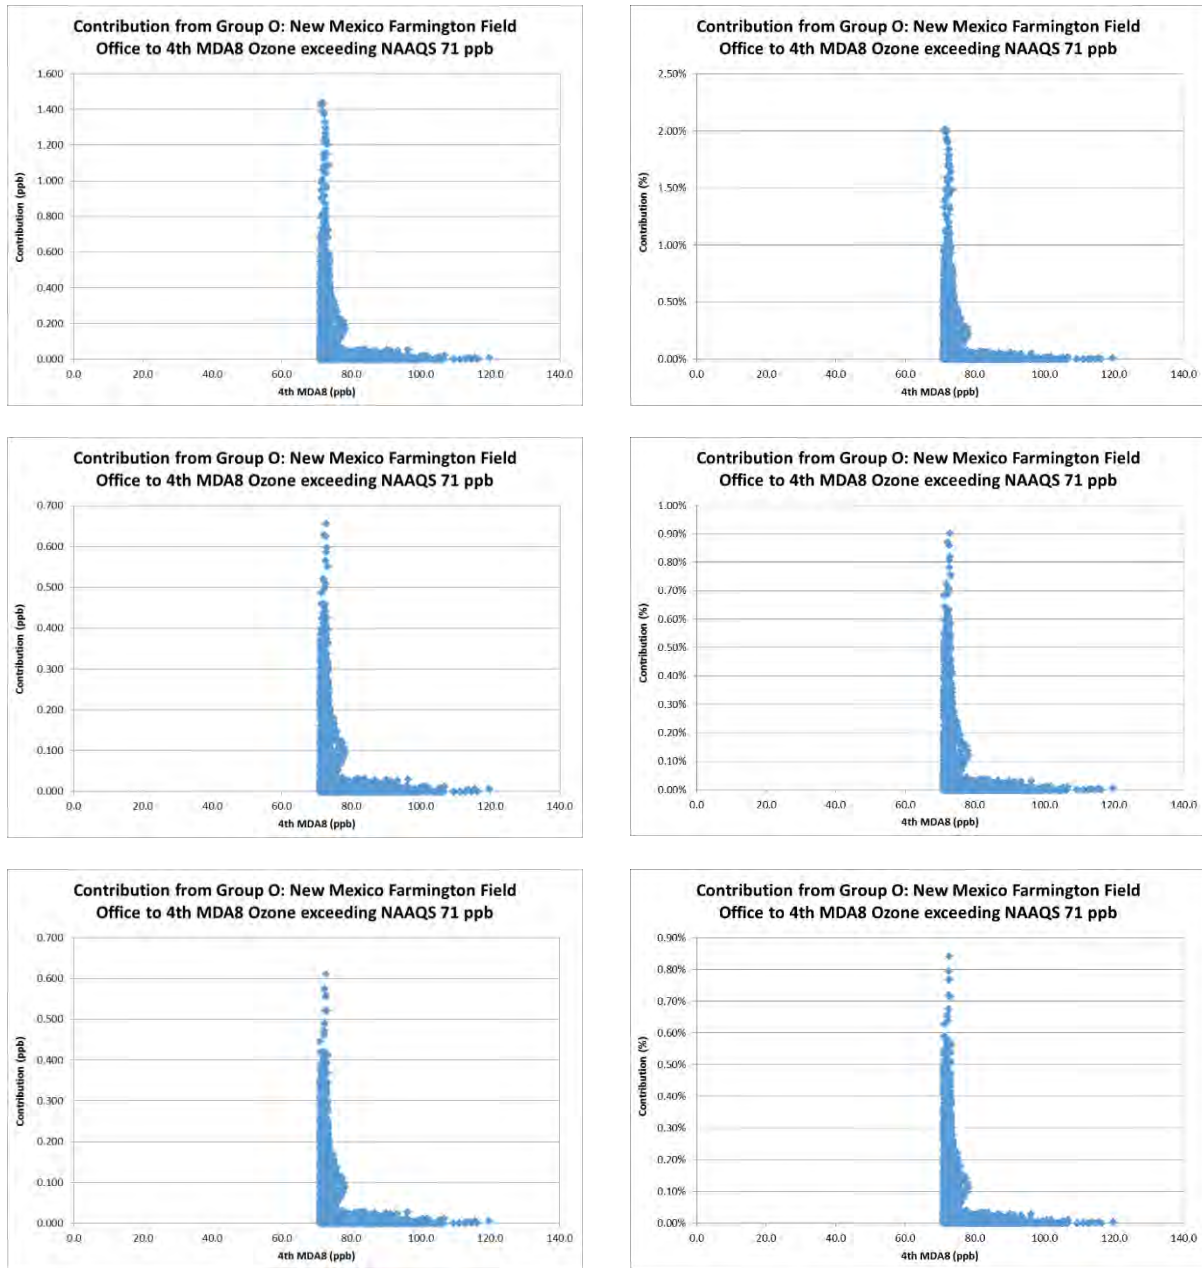 Contribution from Group O: New Mexico Farmington Field
Office to 4th MDA8 Ozone exceeding NAAQS 71 ppb
Contribution (ppb)
1.600
1.400
1.200
1.000
0.800
0.600
0.400
0.200
0.000
0.0 20.0 40.0 60.0 80.0 100.0 120.0 140.0
4th MDA8 (ppb)
Contribution from Group O: New Mexico Farmington Field
Office to 4th MDA8 Ozone exceeding NAAQS 71 ppb
Contribution (%)
2.50%
2.00%
1.50%
1.00%
0.50%
0.00%
0.0 20.0 40.0 60.0 80.0 100.0 120.0 140.0
4th MDA8 (ppb)
Contribution from Group O: New Mexico Farmington Field
Office to 4th MDA8 Ozone exceeding NAAQS 71 ppb
Contribution (ppb)
0.700
0.600
0.500
0.400
0.300
0.200
0.100
0.000
0.0 20.0 40.0 60.0 80.0 100.0 120.0 140.0
4th MDA8 (ppb)
Contribution from Group O: New Mexico Farmington Field
Office to 4th MDA8 Ozone exceeding NAAQS 71 ppb
Contribution (%)
1.00%
0.90%
0.80%
0.70%
0.60%
0.50%
0.40%
0.30%
0.20%
0.10%
0.00%
0.0 20.0 40.0 60.0 80.0 100.0 120.0 140.0
4th MDA8 (ppb)
Contribution from Group O: New Mexico Farmington Field
Office to 4th MDA8 Ozone exceeding NAAQS 71 ppb
Contribution (ppb)
0.700
0.600
0.500
0.400
0.300
0.200
0.100
0.000
0.0 20.0 40.0 60.0 80.0 100.0 120.0 140.0
4th MDA8 (ppb)
Contribution from Group O: New Mexico Farmington Field
Office to 4th MDA8 Ozone exceeding NAAQS 71 ppb
Contribution (%)
0.90%
0.80%
0.70%
0.60%
0.50%
0.40%
0.30%
0.20%
0.10%
0.00%
0.0 20.0 40.0 60.0 80.0 100.0 120.0 140.0
4th MDA8 (ppb)